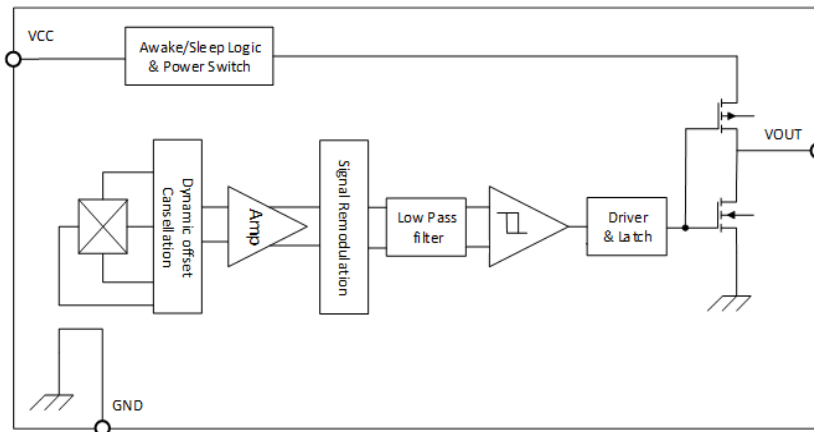 VCC
Awake/Sleep Logic
& Power Switch
VOUT
Dynamic offset
Cansellation
Amp
Signal Remodulation
Low Pass
filter
Driver
& Latch
GND